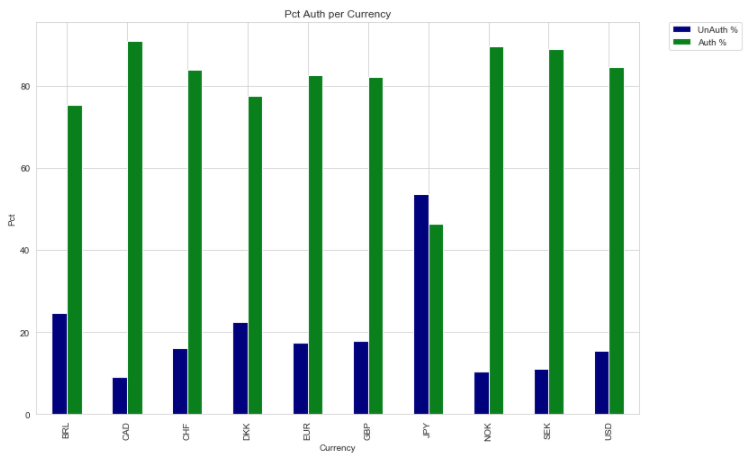 Pct Auth per Currency
UnAuth %
Auth %
Pct
80
60
40
20
0
BRL
CAD
CHF
DKK
EUR
GBP
JPY
NOK
SEK
USD
Currency